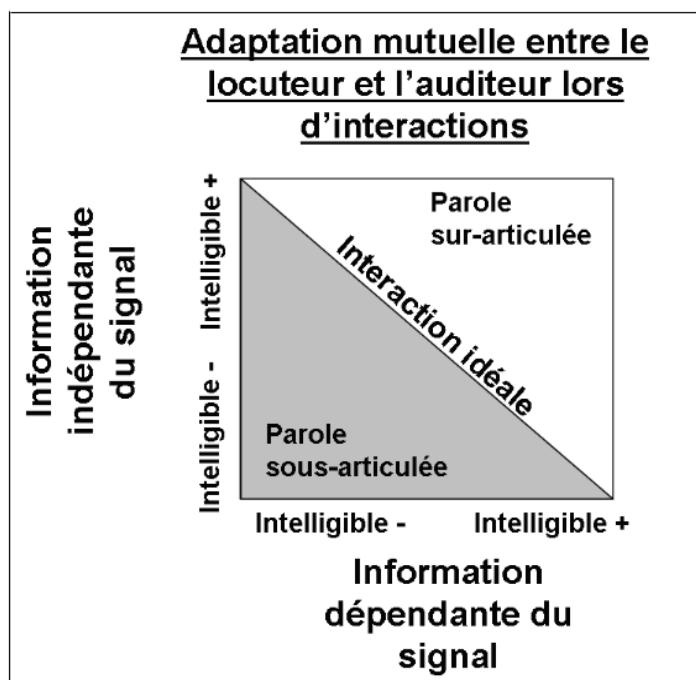 Adaptation mutuelle entre le
locuteur et l'auditeur lors
d'interactions
Information
indépendante
du signal
Intelligible +
Intelligible -
Parole
sur-articulée
Interaction idéale
Parole
sous-articulée
Intelligible -
Intelligible +
Information
dépendante du
signal